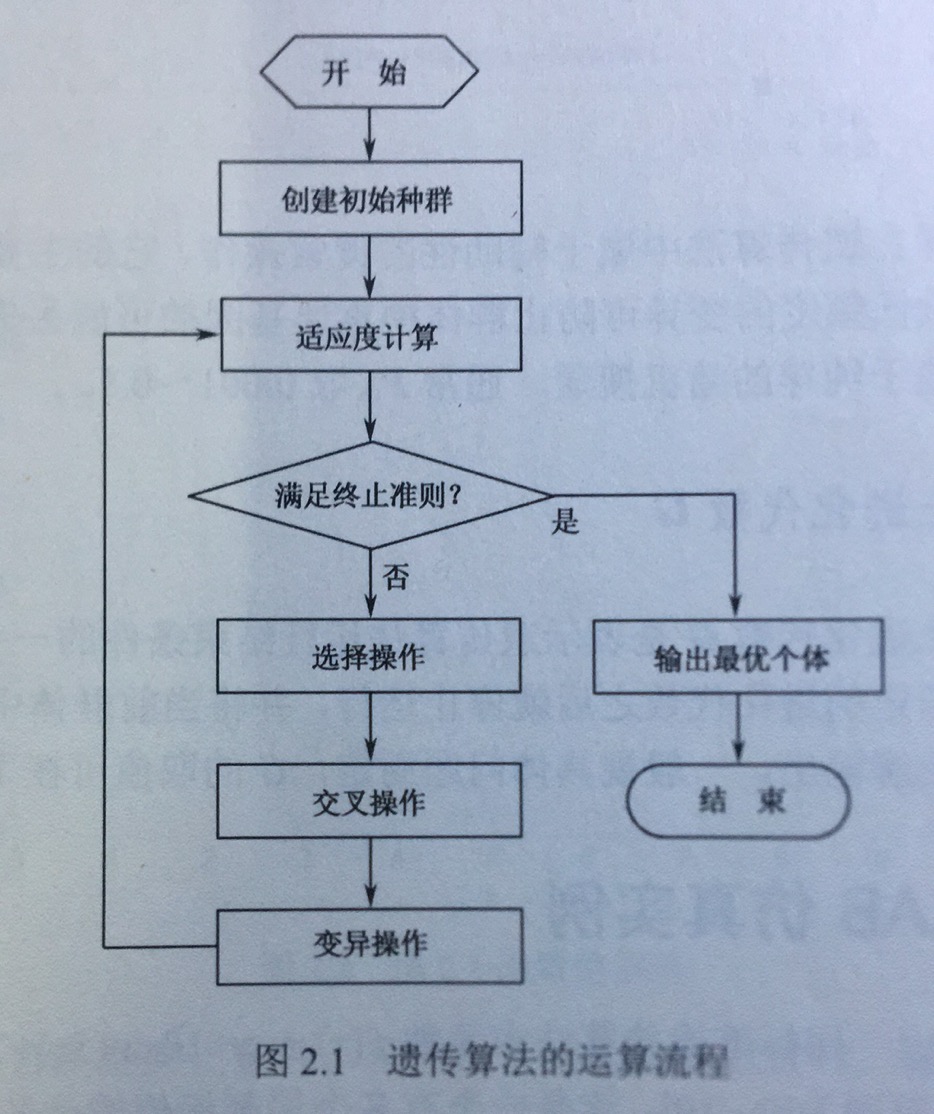 开 始
创建初始种群
适应度计算
满足终止准则?
是
否
选择操作
输出最优个体
交叉操作
结 束
变异操作
图 2.1 遗传算法的运算流程